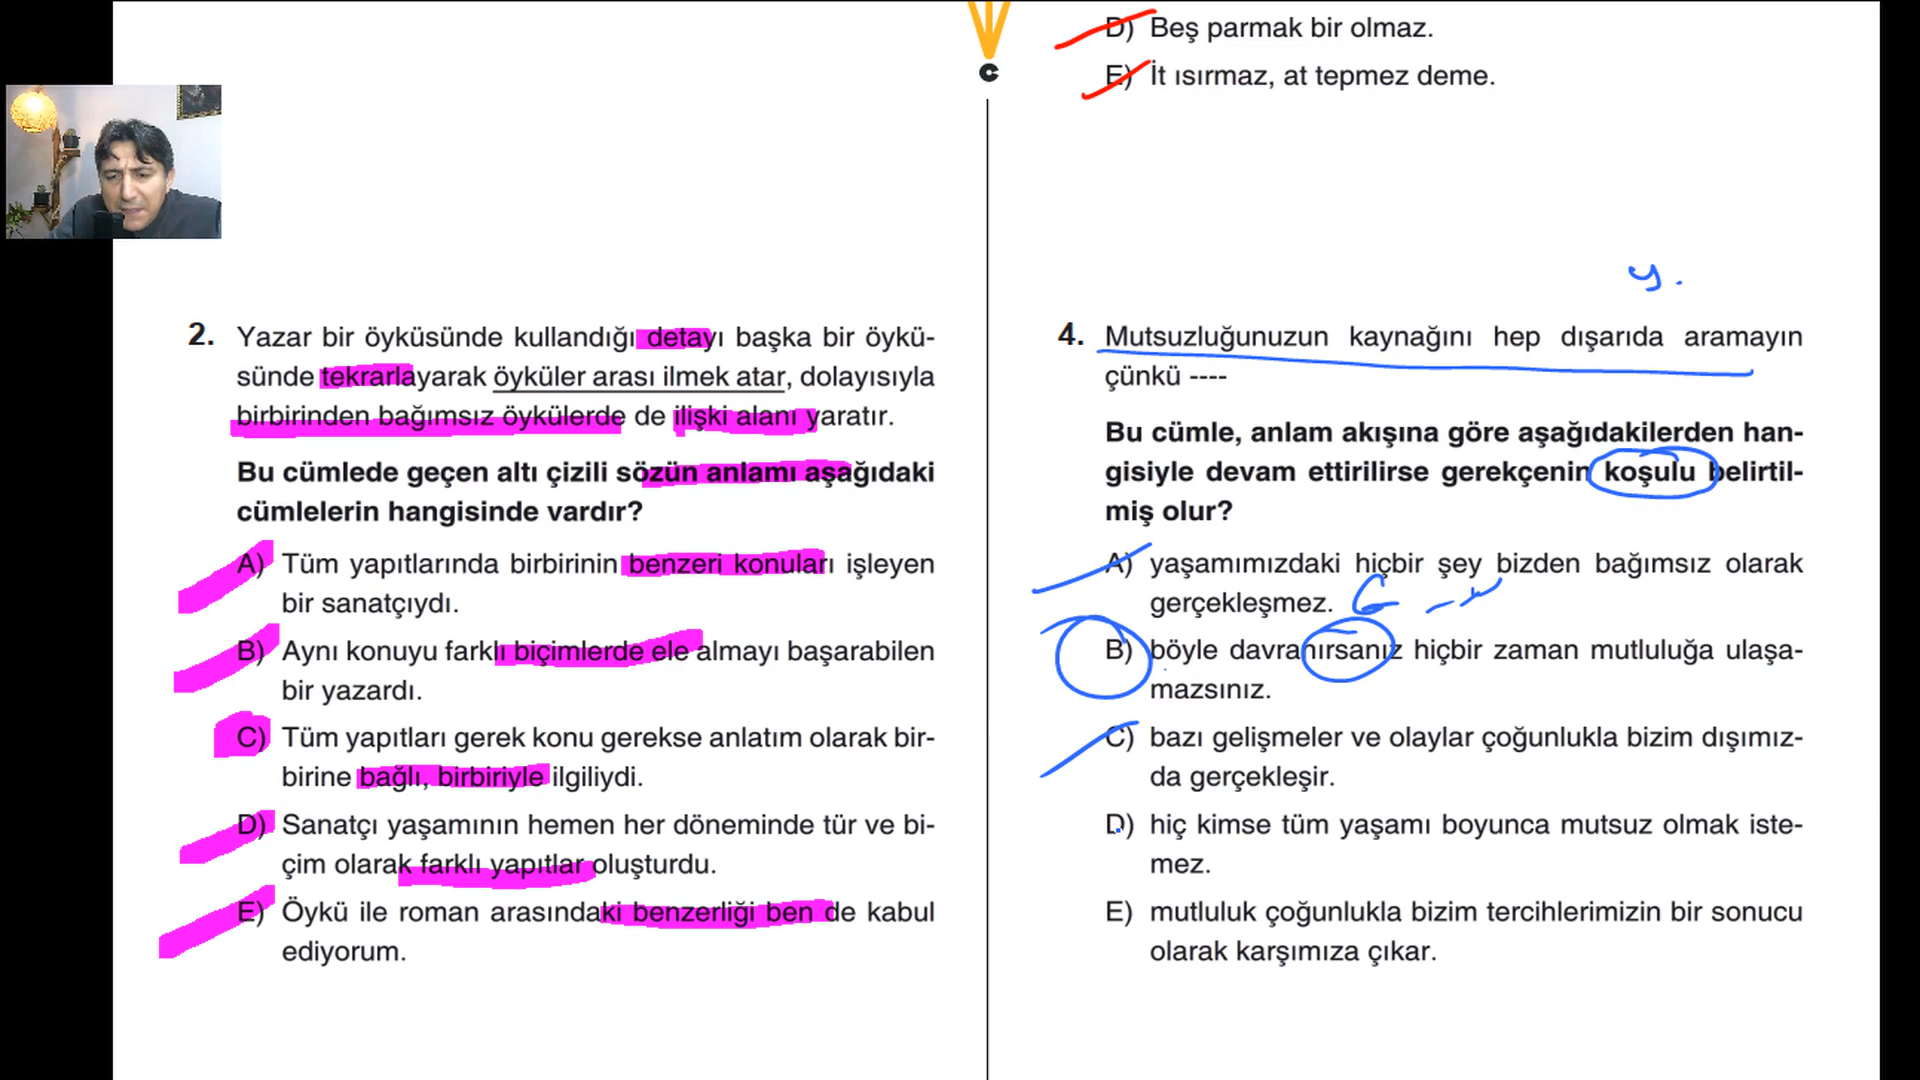 2. Yazar bir öyküsünde kullandığı detayı başka bir öykü-
sünde tekrarlayarak öyküler arası ilmek atar, dolayısıyla
birbirinden bağımsız öykülerde de ilişki alanı yaratır.
Bu cümlede geçen altı çizili sözün anlamı aşağıdaki
cümlelerin hangisinde vardır?
A) Tüm yapıtlarında birbirinin benzeri konuları işleyen
bir sanatçıydı.
B) Aynı konuyu farklı biçimlerde ele almayı başarabilen
bir yazardı.
C) Tüm yapıtları gerek konu gerekse anlatım olarak bir-
birine bağlı, birbiriyle ilgiliydi.
D) Sanatçı yaşamının hemen her döneminde tür ve bi-
çim olarak farklı yapıtlar oluşturdu.
E) Öykü ile roman arasındaki benzerliği ben de kabul
ediyorum.
C
D) Beş parmak bir olmaz.
E) İt ısırmaz, at tepmez deme.
y.
4. Mutsuzluğunuzun kaynağını hep dışarıda aramayın
çünkü ----
Bu cümle, anlam akışına göre aşağıdakilerden han-
gisiyle devam ettirilirse gerekçenin koşulu belirtil-
miş olur?
A) yaşamımızdaki hiçbir şey bizden bağımsız olarak
gerçekleşmez. G
B) böyle davranırsanız hiçbir zaman mutluluğa ulaşa-
mazsınız.
C) bazı gelişmeler ve olaylar çoğunlukla bizim dışımız-
da gerçekleşir.
D) hiç kimse tüm yaşamı boyunca mutsuz olmak iste-
mez.
E) mutluluk çoğunlukla bizim tercihlerimizin bir sonucu
olarak karşımıza çıkar.